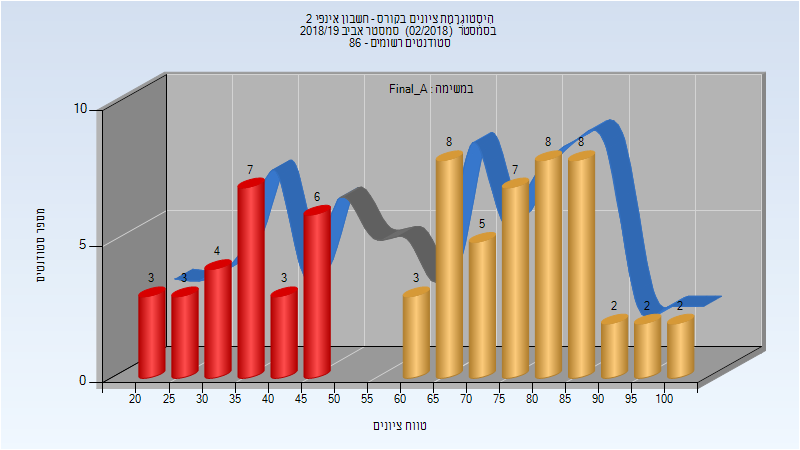 היסטוגרמת ציונים בקורס - חשבון אינפי 2
בסמסטר (02/2018) סמסטר אביב 2018/19
סטודנטים רשומים - 86
במשימה : Final_A
מספר סטודנטים
10
5
0
3
3
4
7
3
6
3
8
5
7
8
8
2
2
2
20 25 30 35 40 45 50 55 60 65 70 75 80 85 90 95 100
טווח ציונים